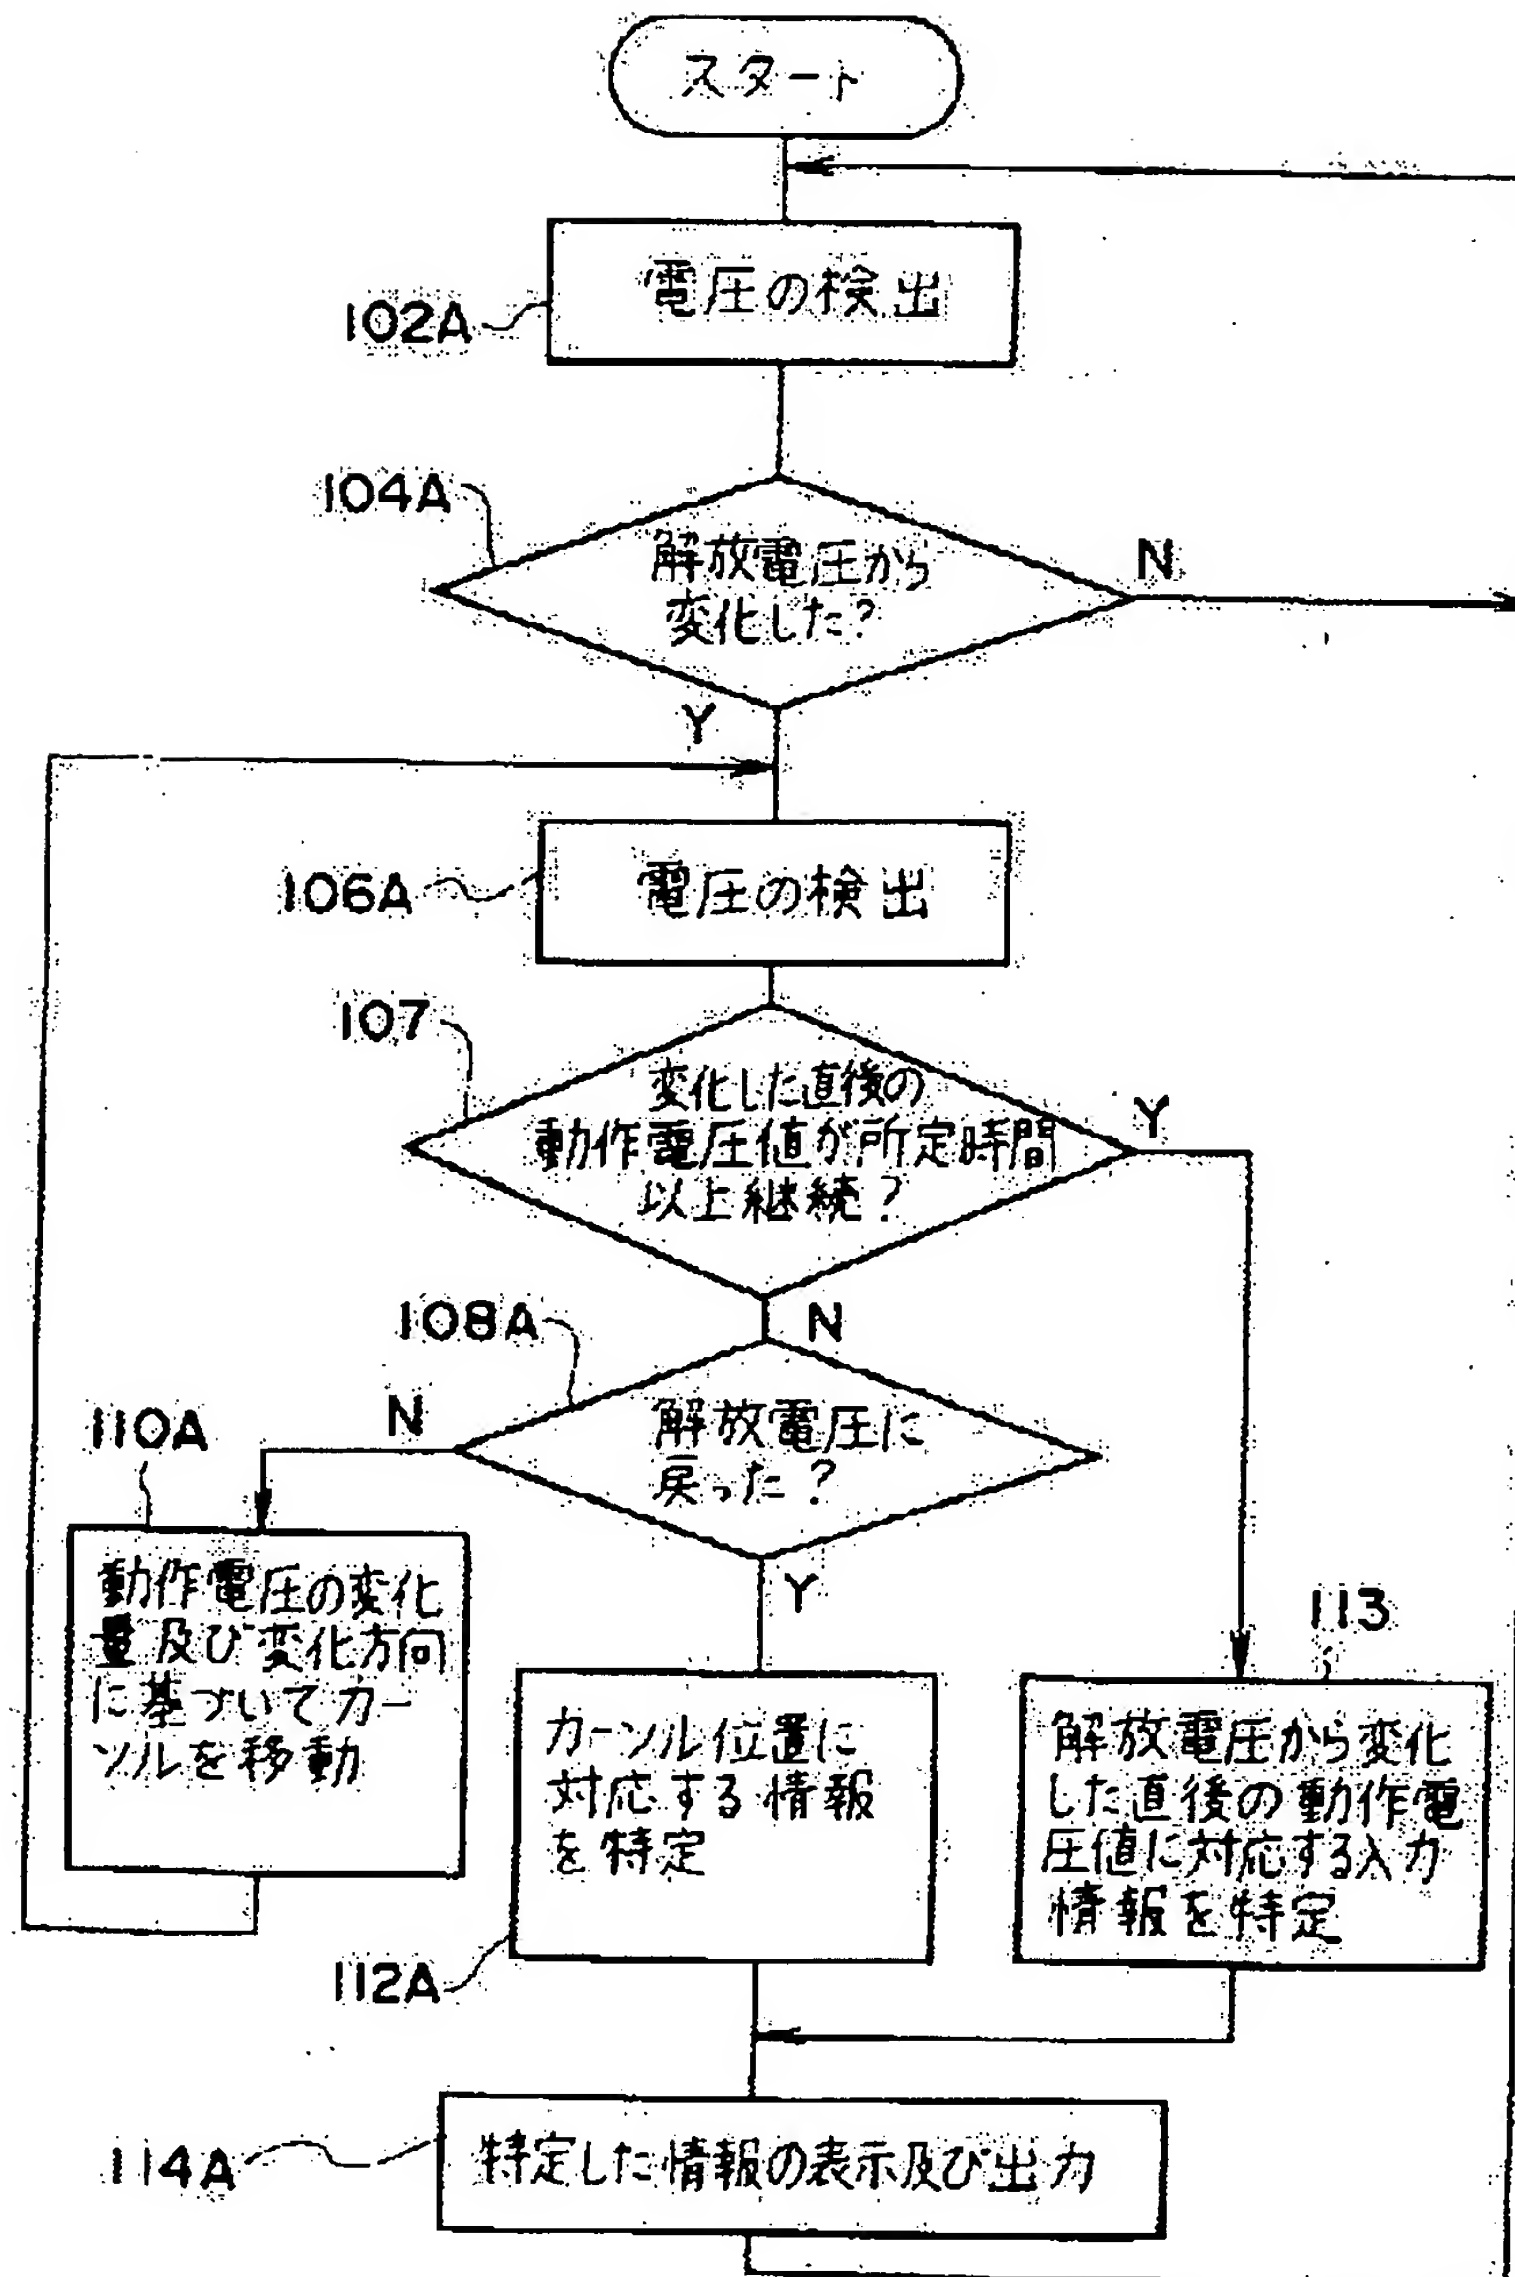 スタート
102A
電圧の検出
104A
解放電圧から
変化した?
N
Y
106A
電圧の検出
107
変化した直後の
動作電圧値が所定時間
以上継続?
Y
N
108A
解放電圧に
戻った?
N
Y
110A
動作電圧の変化
量及び変化方向
に基づいてカー
ソルを移動
112A
カーソル位置に
対応する情報
を特定
113
解放電圧から変化
した直後の動作電
圧値に対応する入力
情報を特定
114A
特定した情報の表示及び出力